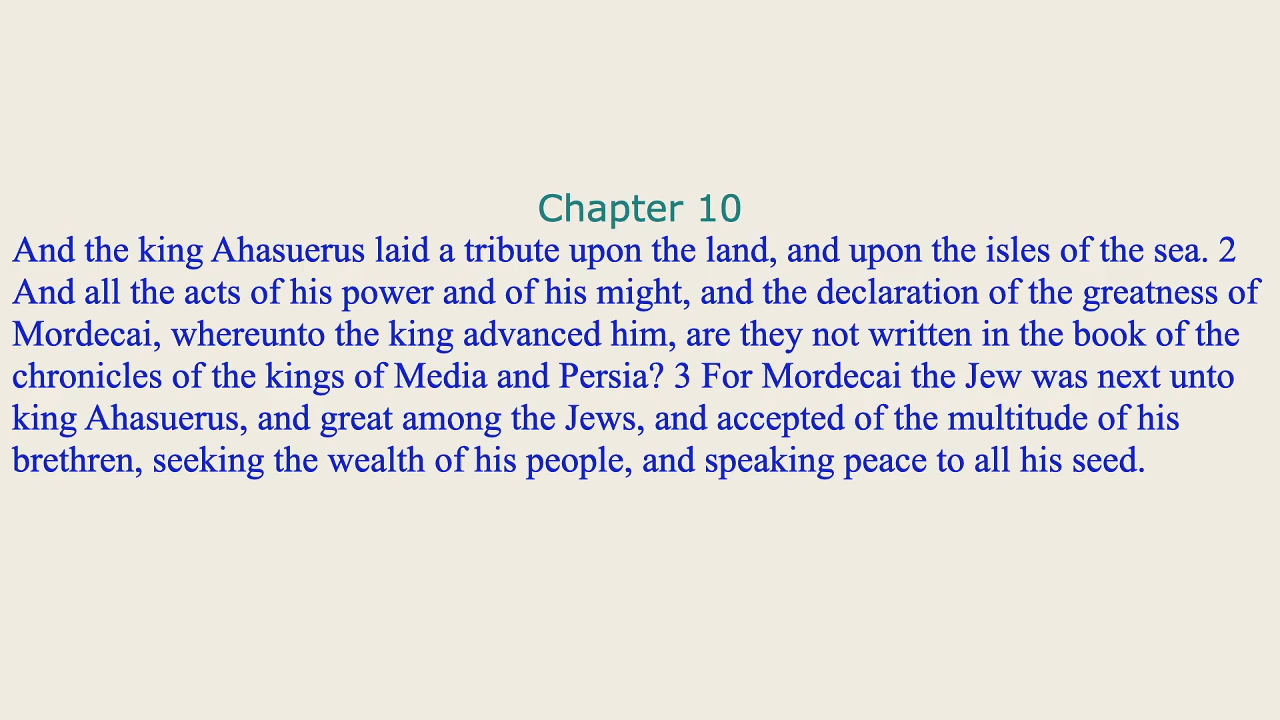 Chapter 10
And the king Ahasuerus laid a tribute upon the land, and upon the isles of the sea. 2
And all the acts of his power and of his might, and the declaration of the greatness of
Mordecai, whereunto the king advanced him, are they not written in the book of the
chronicles of the kings of Media and Persia? 3 For Mordecai the Jew was next unto
king Ahasuerus, and great among the Jews, and accepted of the multitude of his
brethren, seeking the wealth of his people, and speaking peace to all his seed.